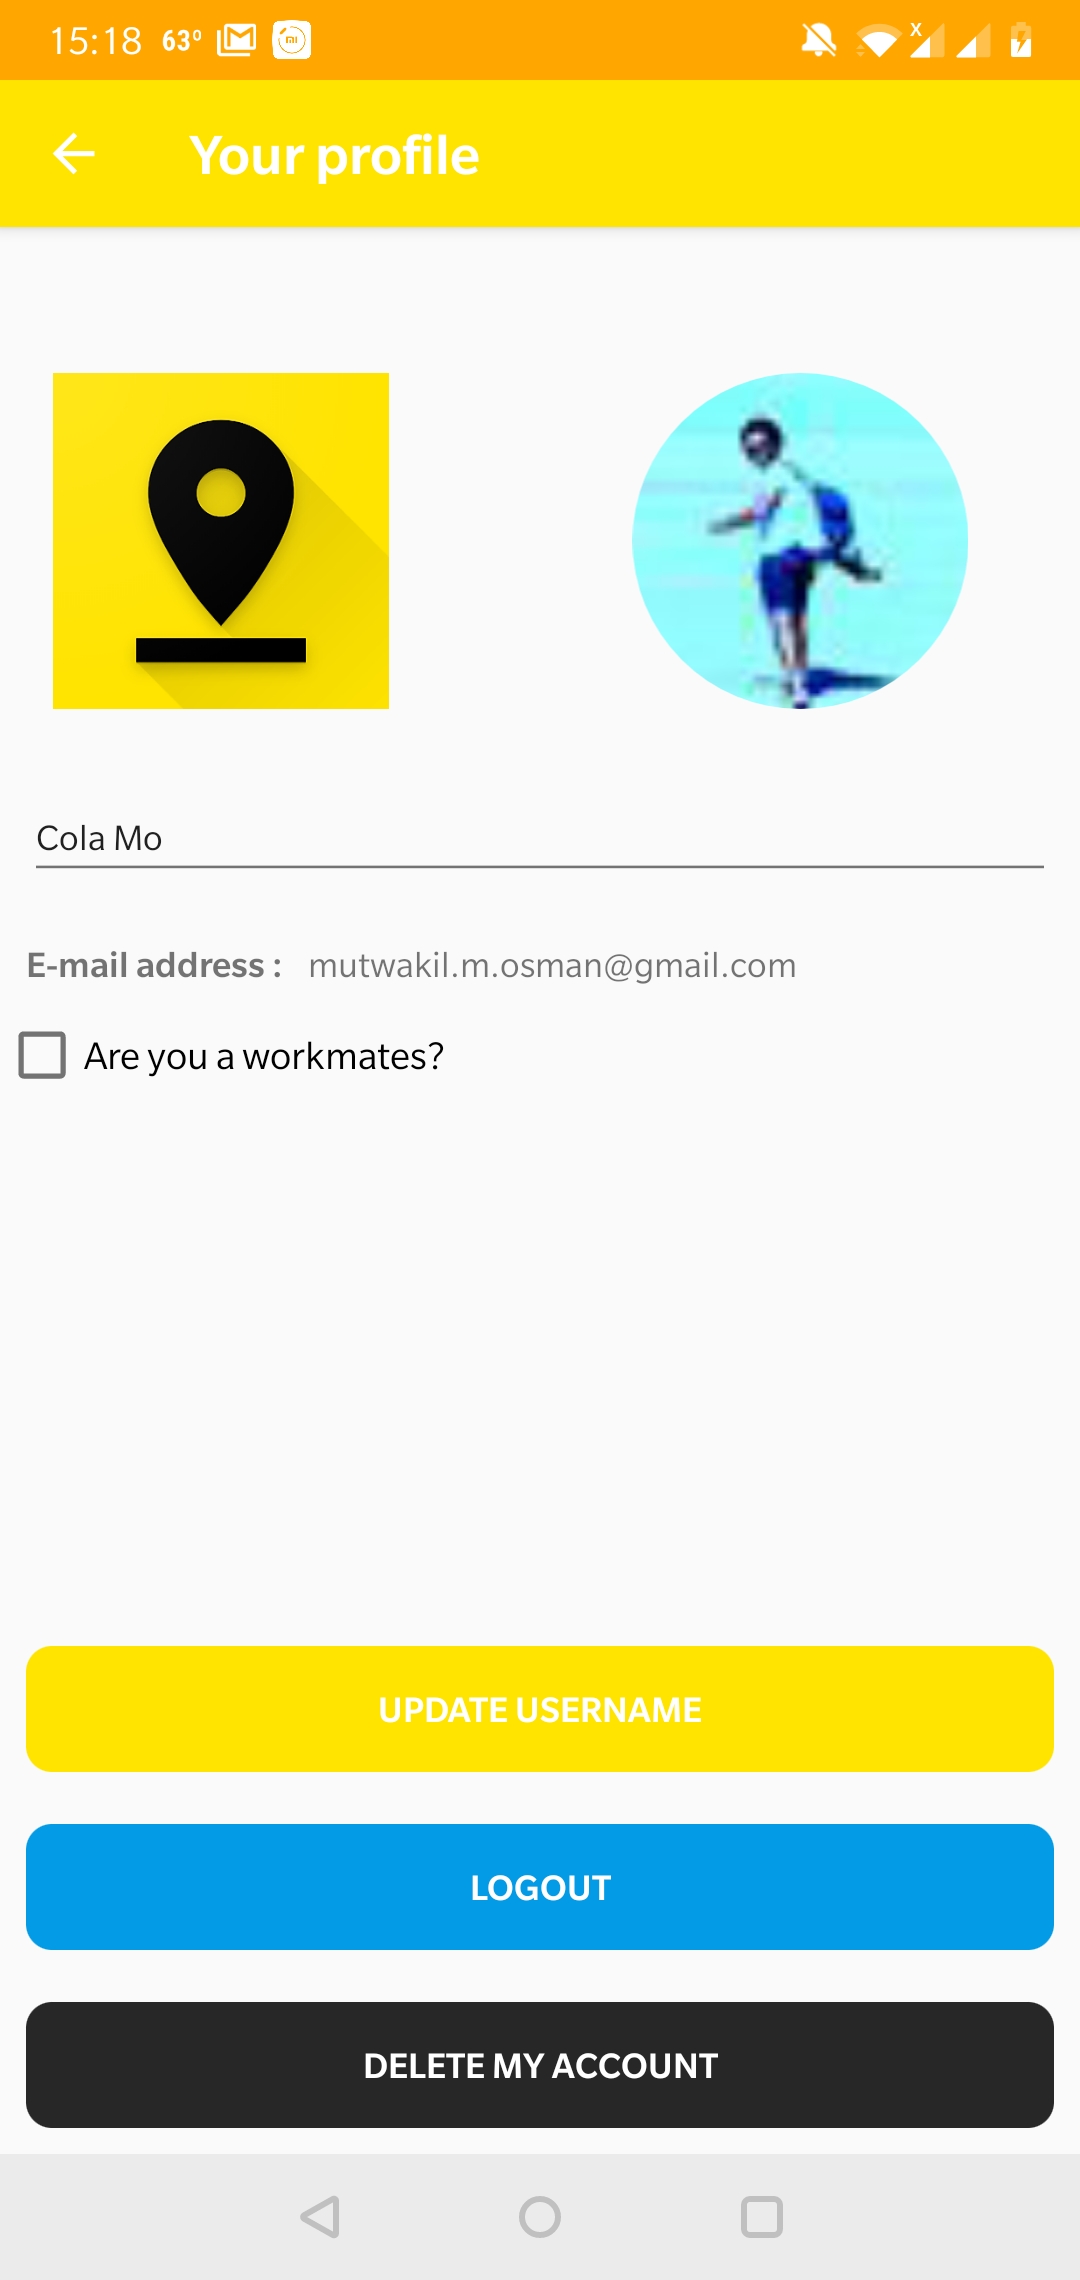 15:18 63°
Your profile
Cola Mo
E-mail address : mutwakil.m.osman@gmail.com
Are you a workmates?
UPDATE USERNAME
LOGOUT
DELETE MY ACCOUNT